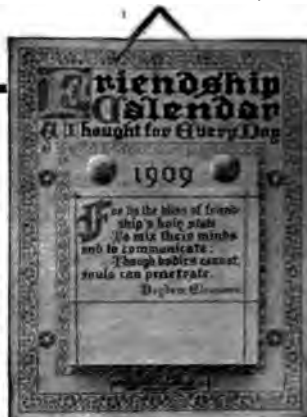 Friendship
Calendar
A Thought for Every Day
1909
For 'tis the bliss of friend-
ship's holy state
To mix their minds
and to communicate;
Though bodies cannot,
souls can penetrate.